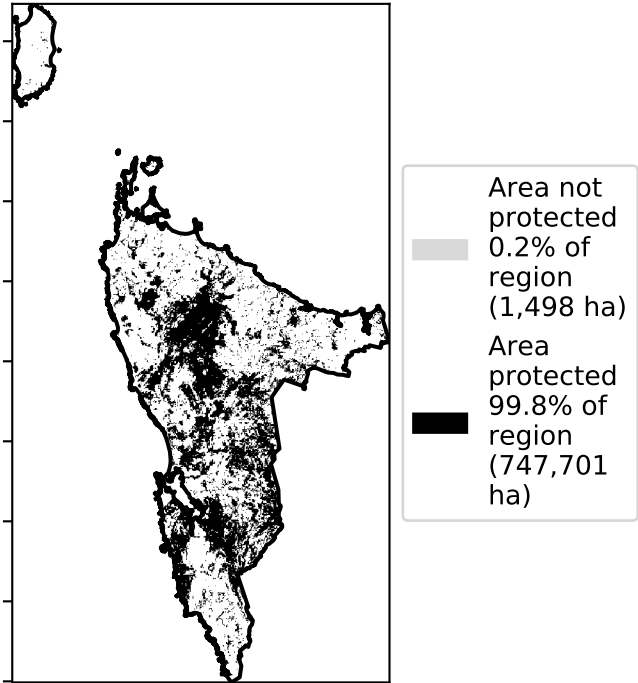 Area not
protected
0.2% of
region
(1,498 ha)
Area
protected
99.8% of
region
(747,701
ha)